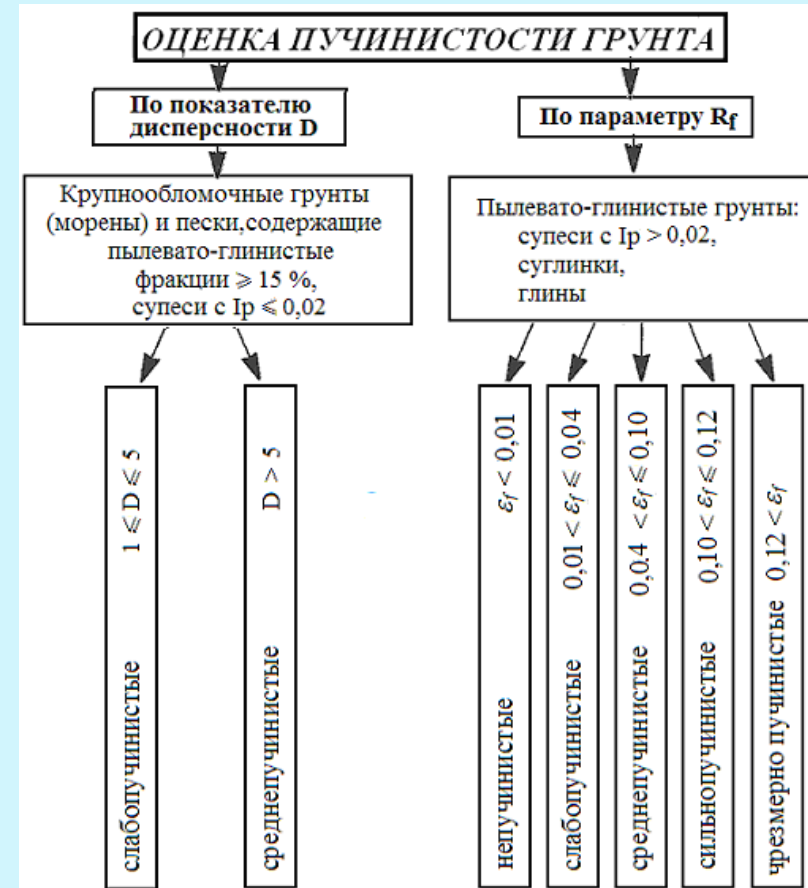 ОЦЕНКА ПУЧИНИСТОСТИ ГРУНТА
По показателю
дисперсности D
Крупнообломочные грунты
(морены) и пески,содержащие
пылевато-глинистые
фракции ⩾ 15 %,
супеси с Ip ⩽ 0,02
слабопучинистые 1 ⩽ D ⩽ 5
среднепучинистые D > 5
По параметру Rf
Пылевато-глинистые грунты:
супеси с Ip > 0,02,
суглинки,
глины
непучинистые εf < 0,01
слабопучинистые 0,01 < εf ⩽ 0,04
среднепучинистые 0,04 < εf ⩽ 0,10
сильнопучинистые 0,10 < εf ⩽ 0,12
чрезмерно пучинистые 0,12 < εf